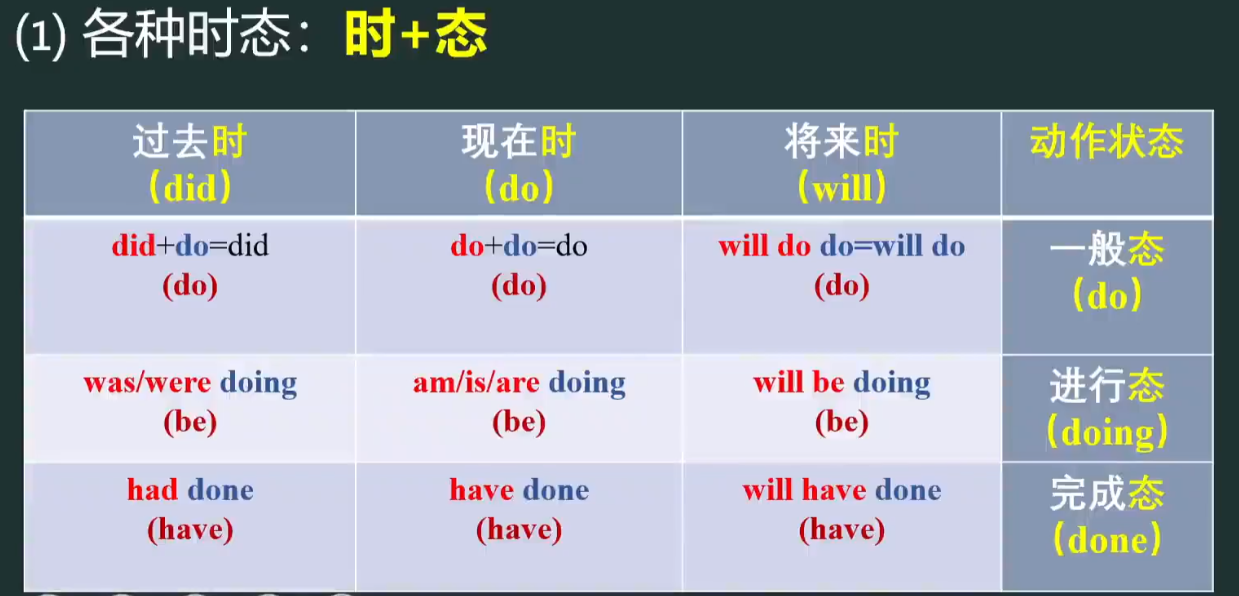 (1) 各种时态：时+态
过去时 现在时 将来时 动作状态
(did) (do) (will)
did+do=did do+do=do will do do=will do 一般态
(do) (do) (do) (do)
was/were doing am/is/are doing will be doing 进行态
(be) (be) (be) (doing)
had done have done will have done 完成态
(have) (have) (have) (done)